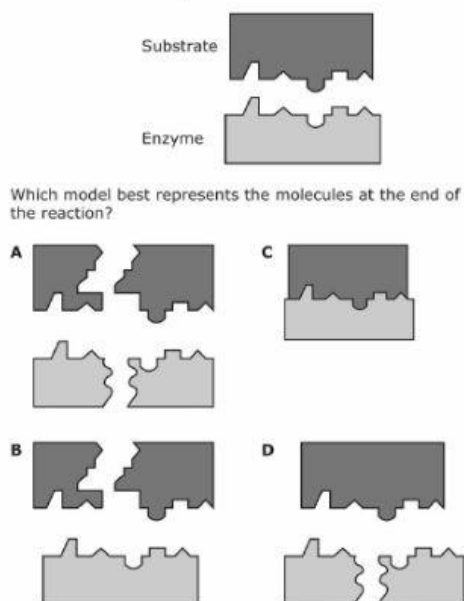 Substrate
Enzyme
Which model best represents the molecules at the end of
the reaction?
A
C
B
D